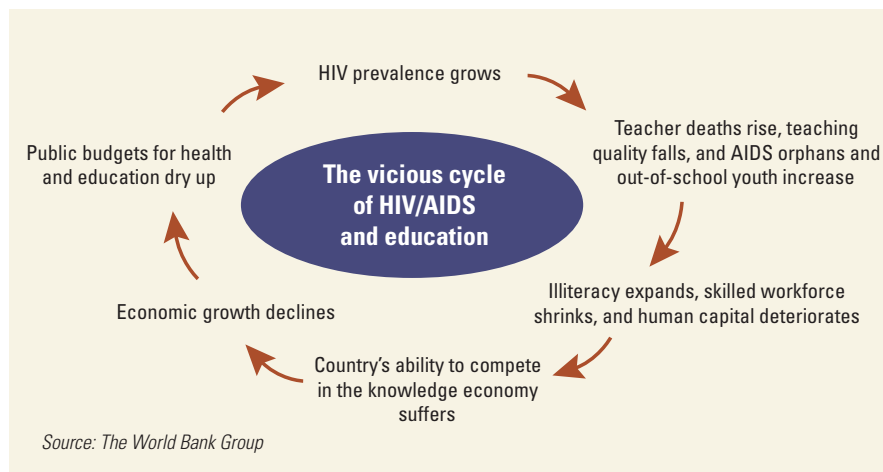 HIV prevalence grows
Teacher deaths rise, teaching
quality falls, and AIDS orphans and
out-of-school youth increase
Illiteracy expands, skilled workforce
shrinks, and human capital deteriorates
Country’s ability to compete
in the knowledge economy
suffers
Economic growth declines
Public budgets for health
and education dry up
The vicious cycle
of HIV/AIDS
and education
Source: The World Bank Group